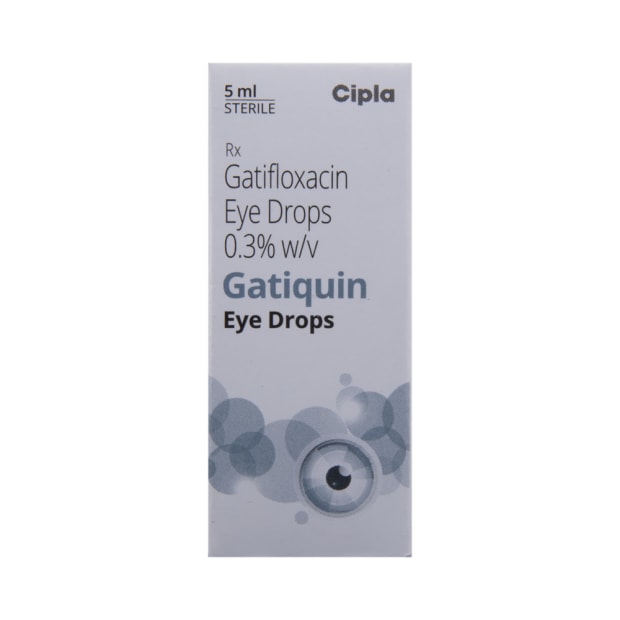 5 ml
STERILE
Cipla
Rx
Gatifloxacin
Eye Drops
0.3% w/v
Gatiquin
Eye Drops